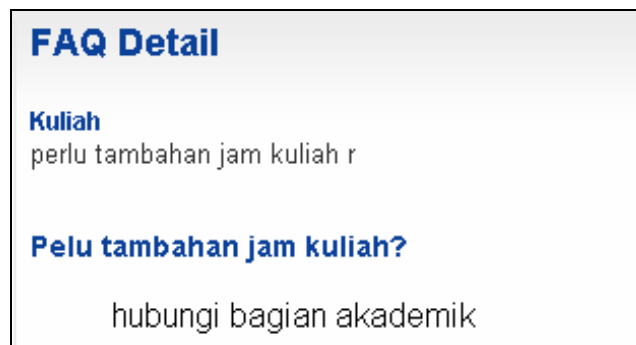 FAQ Detail
Kuliah
perlu tambahan jam kuliah r
Pelu tambahan jam kuliah?
hubungi bagian akademik